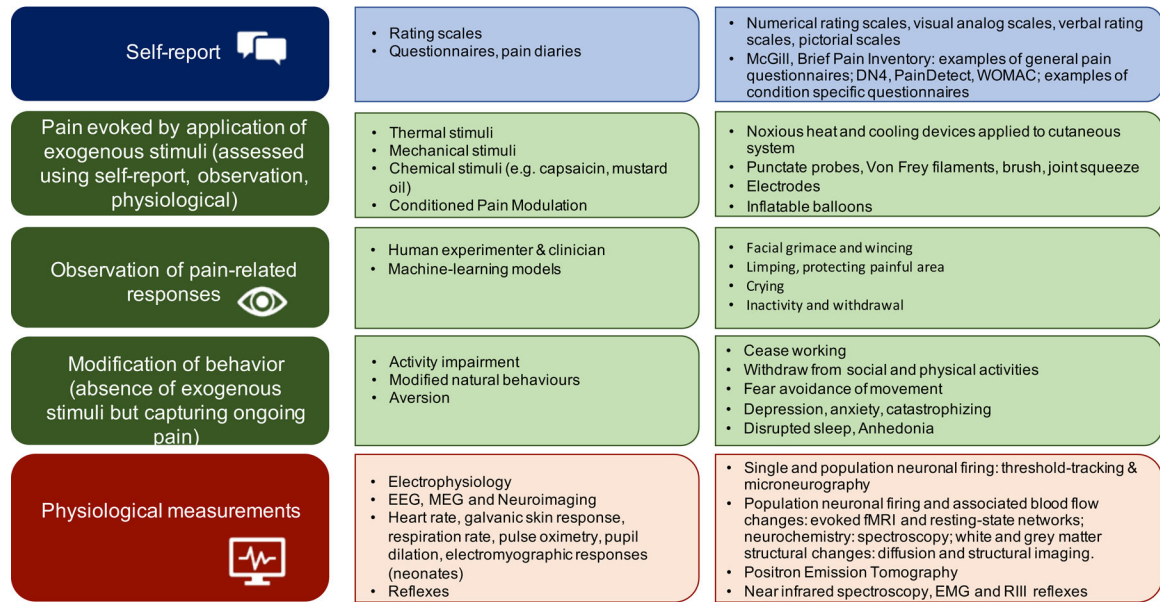 Self-report
• Rating scales
• Questionnaires, pain diaries
• Numerical rating scales, visual analog scales, verbal rating
scales, pictorial scales
• McGill, Brief Pain Inventory: examples of general pain
questionnaires; DN4, PainDetect, WOMAC; examples of
condition specific questionnaires
Pain evoked by application of
exogenous stimuli (assessed
using self-report, observation,
physiological)
• Thermal stimuli
• Mechanical stimuli
• Chemical stimuli (e.g. capsaicin, mustard
oil)
• Conditioned Pain Modulation
• Noxious heat and cooling devices applied to cutaneous
system
• Punctate probes, Von Frey filaments, brush, joint squeeze
• Electrodes
• Inflatable balloons
Observation of pain-related
responses
• Human experimenter & clinician
• Machine-learning models
• Facial grimace and wincing
• Limping, protecting painful area
• Crying
• Inactivity and withdrawal
Modification of behavior
(absence of exogenous
stimuli but capturing ongoing
pain)
• Activity impairment
• Modified natural behaviours
• Aversion
• Cease working
• Withdraw from social and physical activities
• Fear avoidance of movement
• Depression, anxiety, catastrophizing
• Disrupted sleep, Anhedonia
Physiological measurements
• Electrophysiology
• EEG, MEG and Neuroimaging
• Heart rate, galvanic skin response,
respiration rate, pulse oximetry, pupil
dilation, electromyographic responses
(neonates)
• Reflexes
• Single and population neuronal firing: threshold-tracking &
microneurography
• Population neuronal firing and associated blood flow
changes: evoked fMRI and resting-state networks;
neurochemistry: spectroscopy; white and grey matter
structural changes: diffusion and structural imaging.
• Positron Emission Tomography
• Near infrared spectroscopy, EMG and RIII reflexes